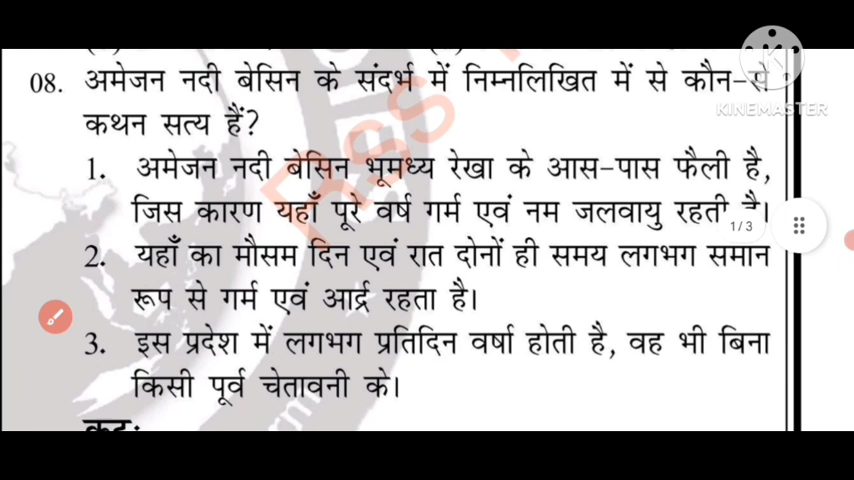 08. अमेजन नदी बेसिन के संदर्भ में निम्नलिखित में से कौन-से
KINEMASTER
कथन सत्य हैं?
1. अमेजन नदी बेसिन भूमध्य रेखा के आस-पास फैली है,
जिस कारण यहाँ पूरे वर्ष गर्म एवं नम जलवायु रहती है।
1/3
2. यहाँ का मौसम दिन एवं रात दोनों ही समय लगभग समान
रूप से गर्म एवं आर्द्र रहता है।
3. इस प्रदेश में लगभग प्रतिदिन वर्षा होती है, वह भी बिना
किसी पूर्व चेतावनी के।